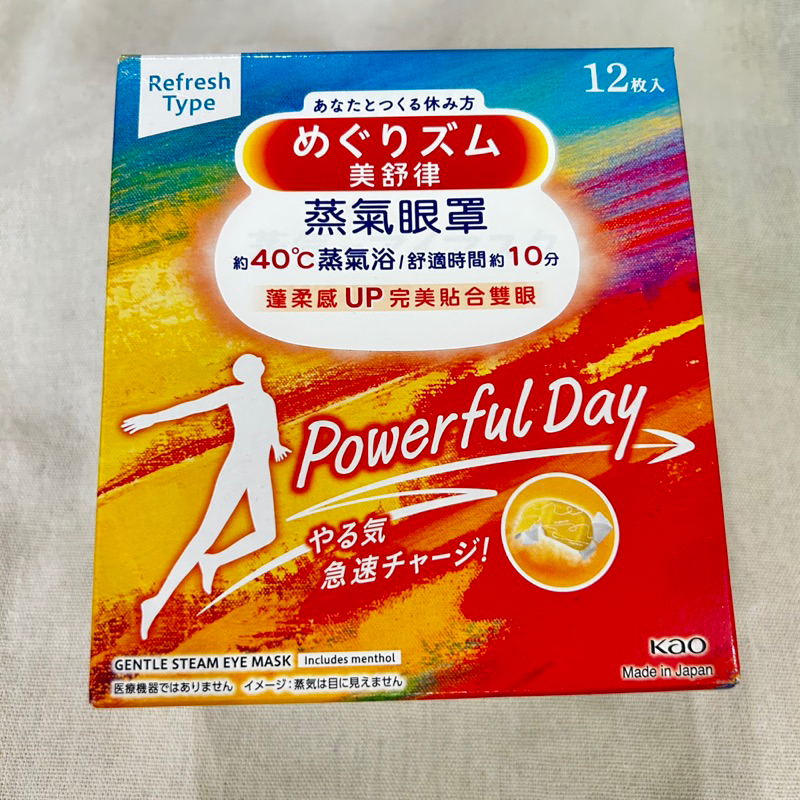 Refresh
Type
12枚入
あなたとつくる休み方
めぐりズム
美舒律
蒸氣眼罩
約40℃蒸氣浴/舒適時間約10分
蓬柔感UP完美貼合雙眼
Powerful Day
やる気
急速チャージ!
GENTLE STEAM EYE MASK Includes menthol
医療機器ではありません イメージ:蒸気は目に見えません
Kao
Made in Japan